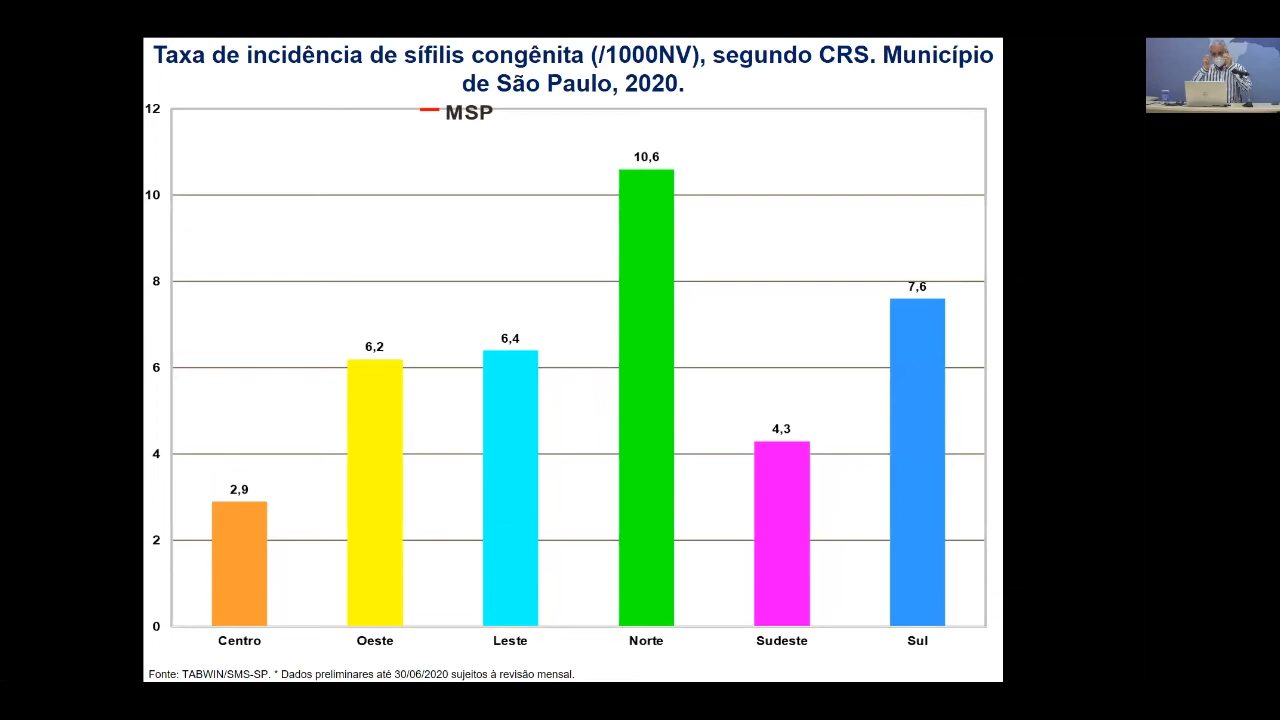 Taxa de incidência de sífilis congênita (/1000NV), segundo CRS. Município
de São Paulo, 2020.
MSP
12
10
8
6
4
2
0
2,9
6,2
6,4
10,6
4,3
7,6
Centro
Oeste
Leste
Norte
Sudeste
Sul
Fonte: TABWIN/SMS-SP. * Dados preliminares até 30/06/2020 sujeitos à revisão mensal.